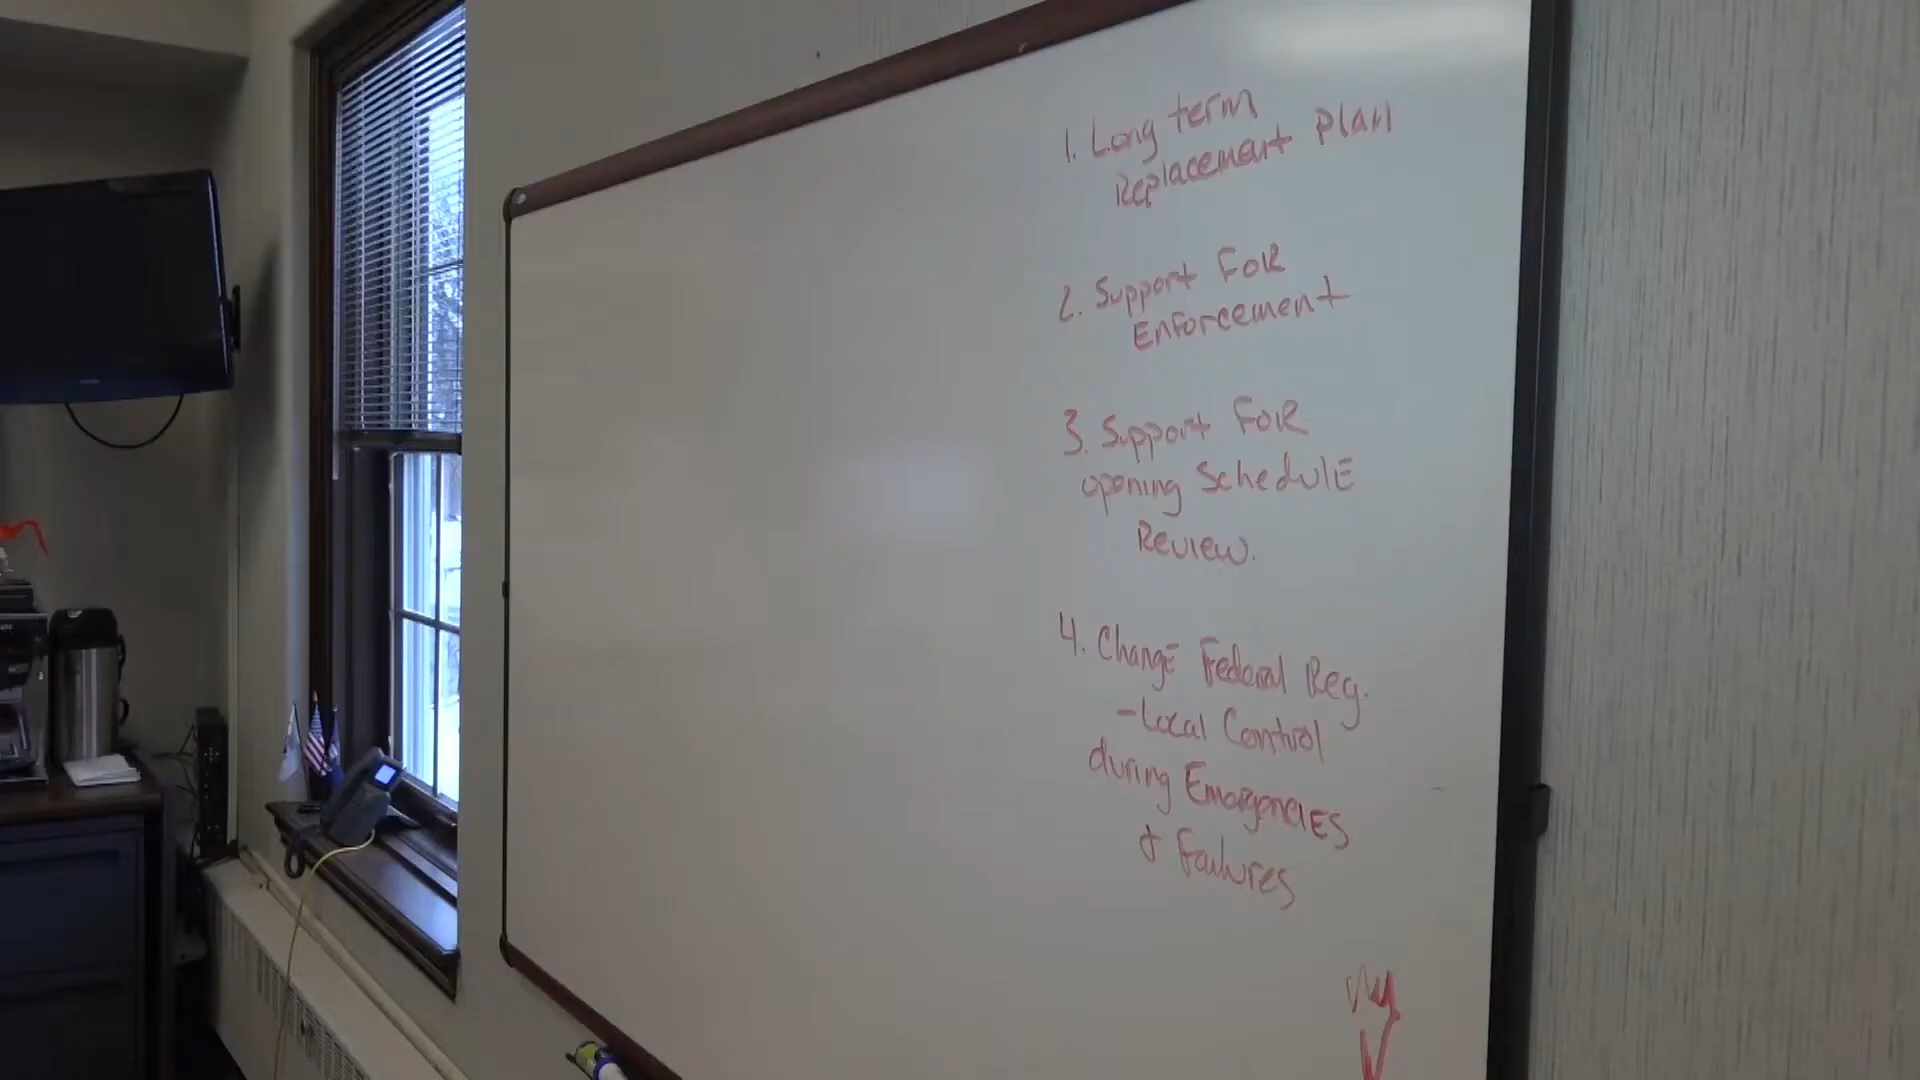 1. Long term
Replacement Plan
2. Support FOR
Enforcement
3. Support FOR
opening SchedulE
Review.
4. Change Federal Reg.
- Local Control
during EmergenciES
& Failures